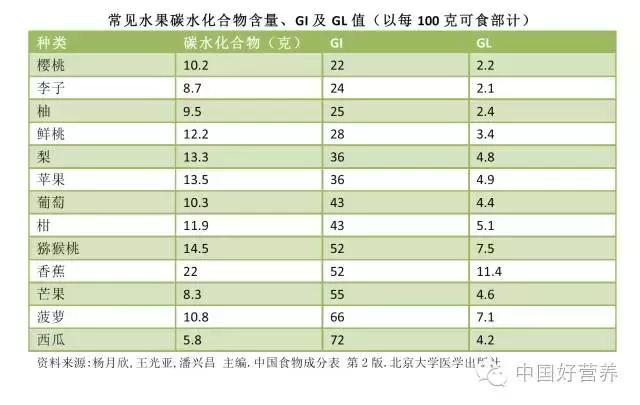 常见水果碳水化合物含量、GI 及 GL 值（以每 100 克可食部计）
种类 碳水化合物（克） GI GL
樱桃 10.2 22 2.2
李子 8.7 24 2.1
柚 9.5 25 2.4
鲜桃 12.2 28 3.4
梨 13.3 36 4.8
苹果 13.5 36 4.9
葡萄 10.3 43 4.4
柑 11.9 43 5.1
猕猴桃 14.5 52 7.5
香蕉 22 52 11.4
芒果 8.3 55 4.6
菠萝 10.8 66 7.1
西瓜 5.8 72 4.2
资料来源:杨月欣,王光亚,潘兴昌 主编.中国食物成分表 第2版.北京大学医学出版社
中国好营养